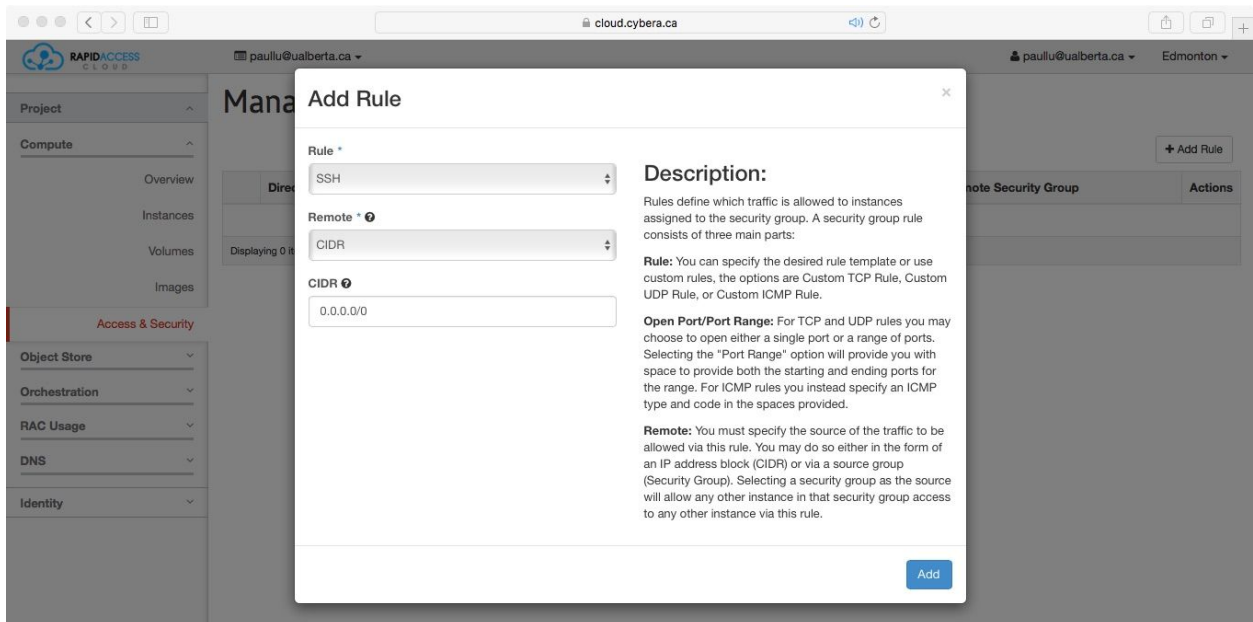 cloud.cybera.ca
RAPIDACCESS
CLOUD
paullu@ualberta.ca
paullu@ualberta.ca
Edmonton
Project
Compute
Overview
Instances
Volumes
Images
Access & Security
Object Store
Orchestration
RAC Usage
DNS
Identity
Mana
+ Add Rule
Direc
note Security Group
Actions
Displaying 0 it
Add Rule
×
Rule *
SSH
Remote *
CIDR
CIDR
0.0.0.0/0
Description:
Rules define which traffic is allowed to instances
assigned to the security group. A security group rule
consists of three main parts:
Rule: You can specify the desired rule template or use
custom rules, the options are Custom TCP Rule, Custom
UDP Rule, or Custom ICMP Rule.
Open Port/Port Range: For TCP and UDP rules you may
choose to open either a single port or a range of ports.
Selecting the "Port Range" option will provide you with
space to provide both the starting and ending ports for
the range. For ICMP rules you instead specify an ICMP
type and code in the spaces provided.
Remote: You must specify the source of the traffic to be
allowed via this rule. You may do so either in the form of
an IP address block (CIDR) or via a source group
(Security Group). Selecting a security group as the source
will allow any other instance in that security group access
to any other instance via this rule.
Add